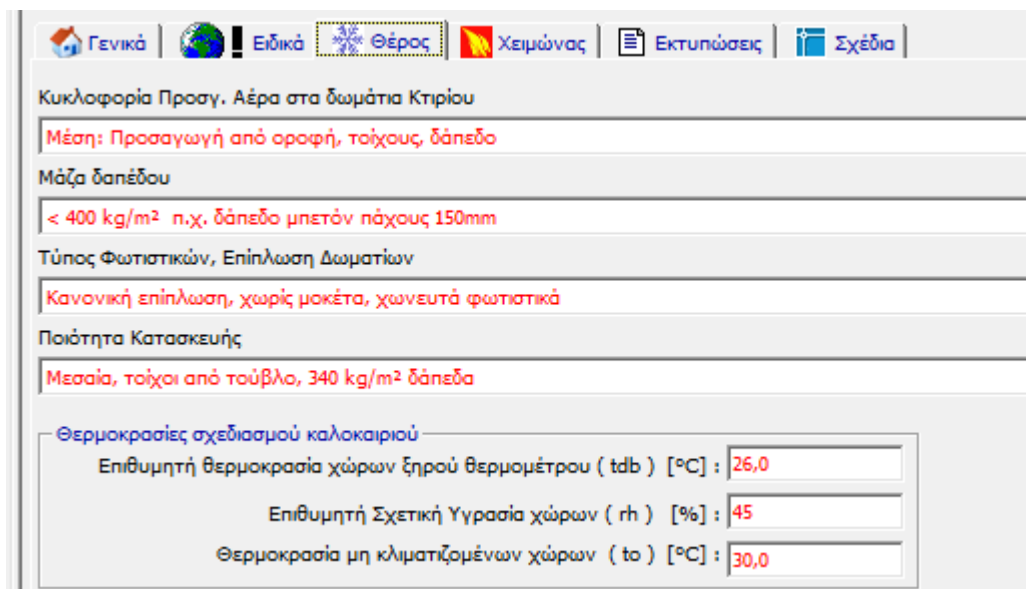 Γενικά Ειδικά Θέρος Χειμώνας Εκτυπώσεις Σχέδια
Κυκλοφορία Προσγ. Αέρα στα δωμάτια Κτιρίου
Μέση: Προσαγωγή από οροφή, τοίχους, δάπεδο
Μάζα δαπέδου
< 400 kg/m² π.χ. δάπεδο μπετόν πάχους 150mm
Τύπος Φωτιστικών, Επίπλωση Δωματίων
Κανονική επίπλωση, χωρίς μοκέτα, χωνευτά φωτιστικά
Ποιότητα Κατασκευής
Μεσαία, τοίχοι από τούβλο, 340 kg/m² δάπεδα
Θερμοκρασίες σχεδιασμού καλοκαιριού
Επιθυμητή θερμοκρασία χώρων ξηρού θερμομέτρου ( tdb ) [°C] : 26,0
Επιθυμητή Σχετική Υγρασία χώρων ( rh ) [%] : 45
Θερμοκρασία μη κλιματιζομένων χώρων ( to ) [°C] : 30,0